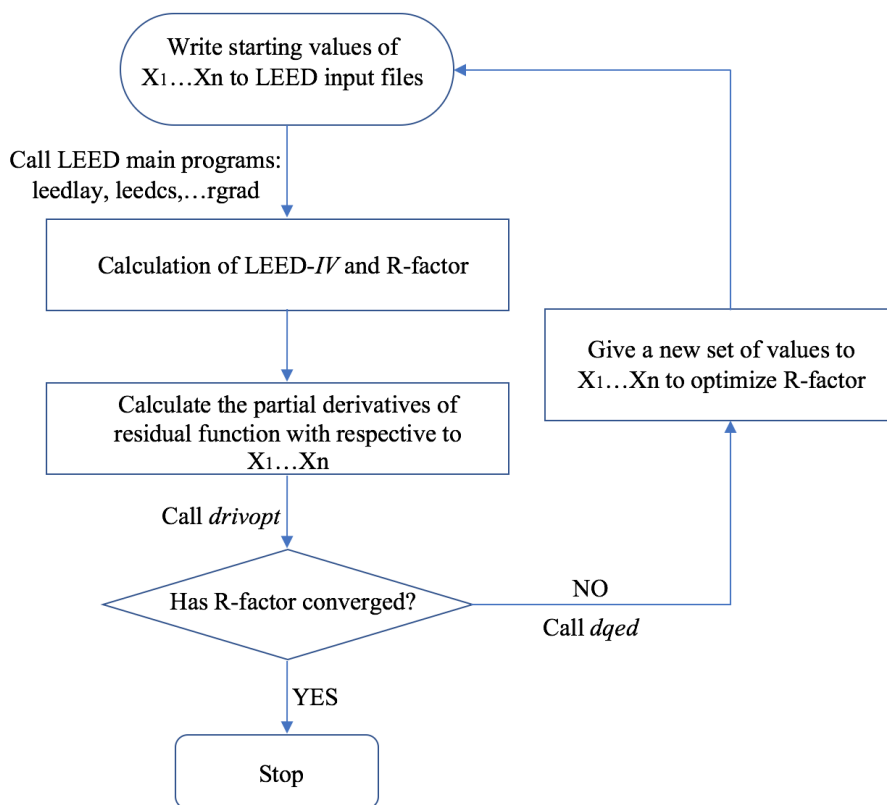 Write starting values of
X1…Xn to LEED input files
Call LEED main programs:
leedlay, leedcs,…rgrad
Calculation of LEED-IV and R-factor
Give a new set of values to
X1…Xn to optimize R-factor
Calculate the partial derivatives of
residual function with respective to
X1…Xn
Call drivopt
Has R-factor converged?
NO
Call dqed
YES
Stop